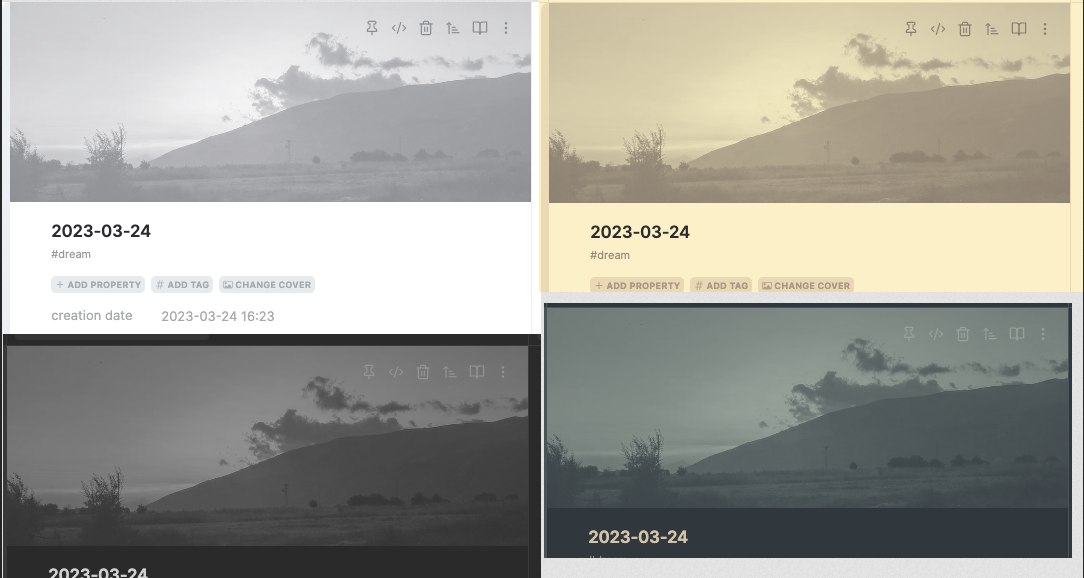 2023-03-24
#dream
ADD PROPERTY # ADD TAG CHANGE COVER
creation date 2023-03-24 16:23
2023-03-24
#dream
ADD PROPERTY # ADD TAG CHANGE COVER
2023-03-24
2023-03-24